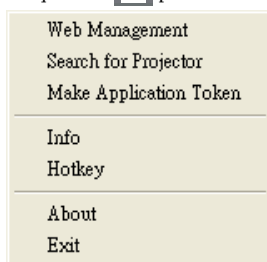 Web Management
Search for Projector
Make Application Token
Info
Hotkey
About
Exit